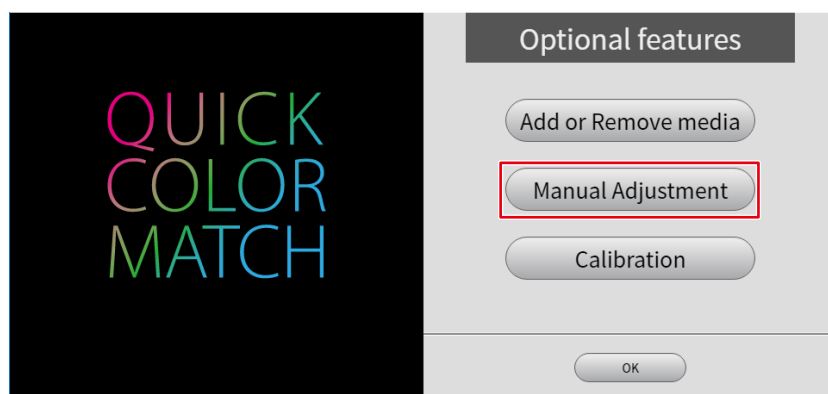 QUICK
COLOR
MATCH
Optional features
Add or Remove media
Manual Adjustment
Calibration
OK